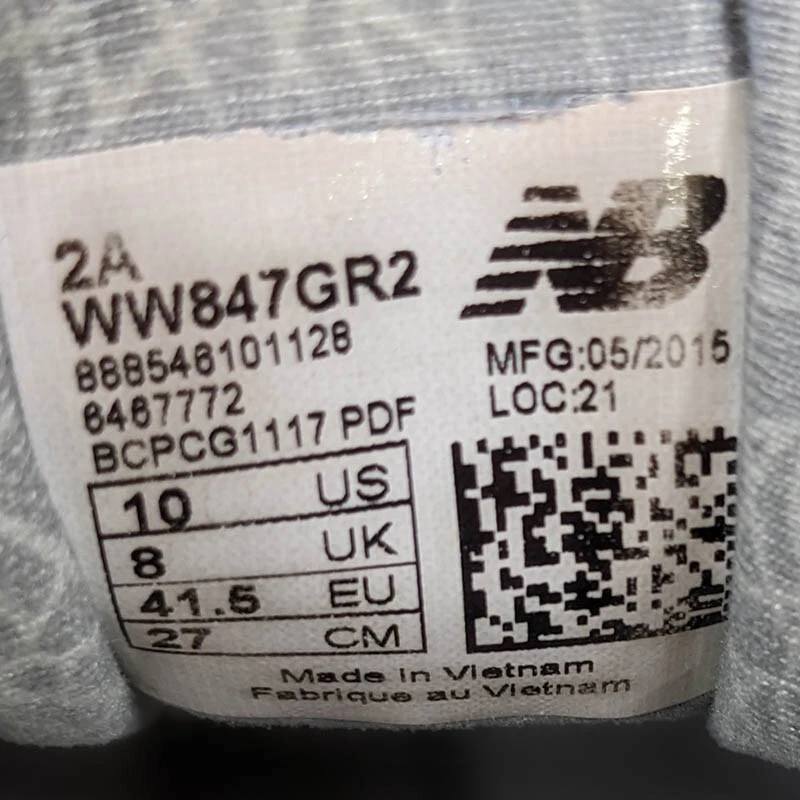 2A
WW847GR2
888546101128
6467772
BCPCG1117 PDF
10 US
8 UK
41.5 EU
27 CM
NB
MFG:05/2015
LOC:21
Made in Vietnam
Fabrique au Vietnam